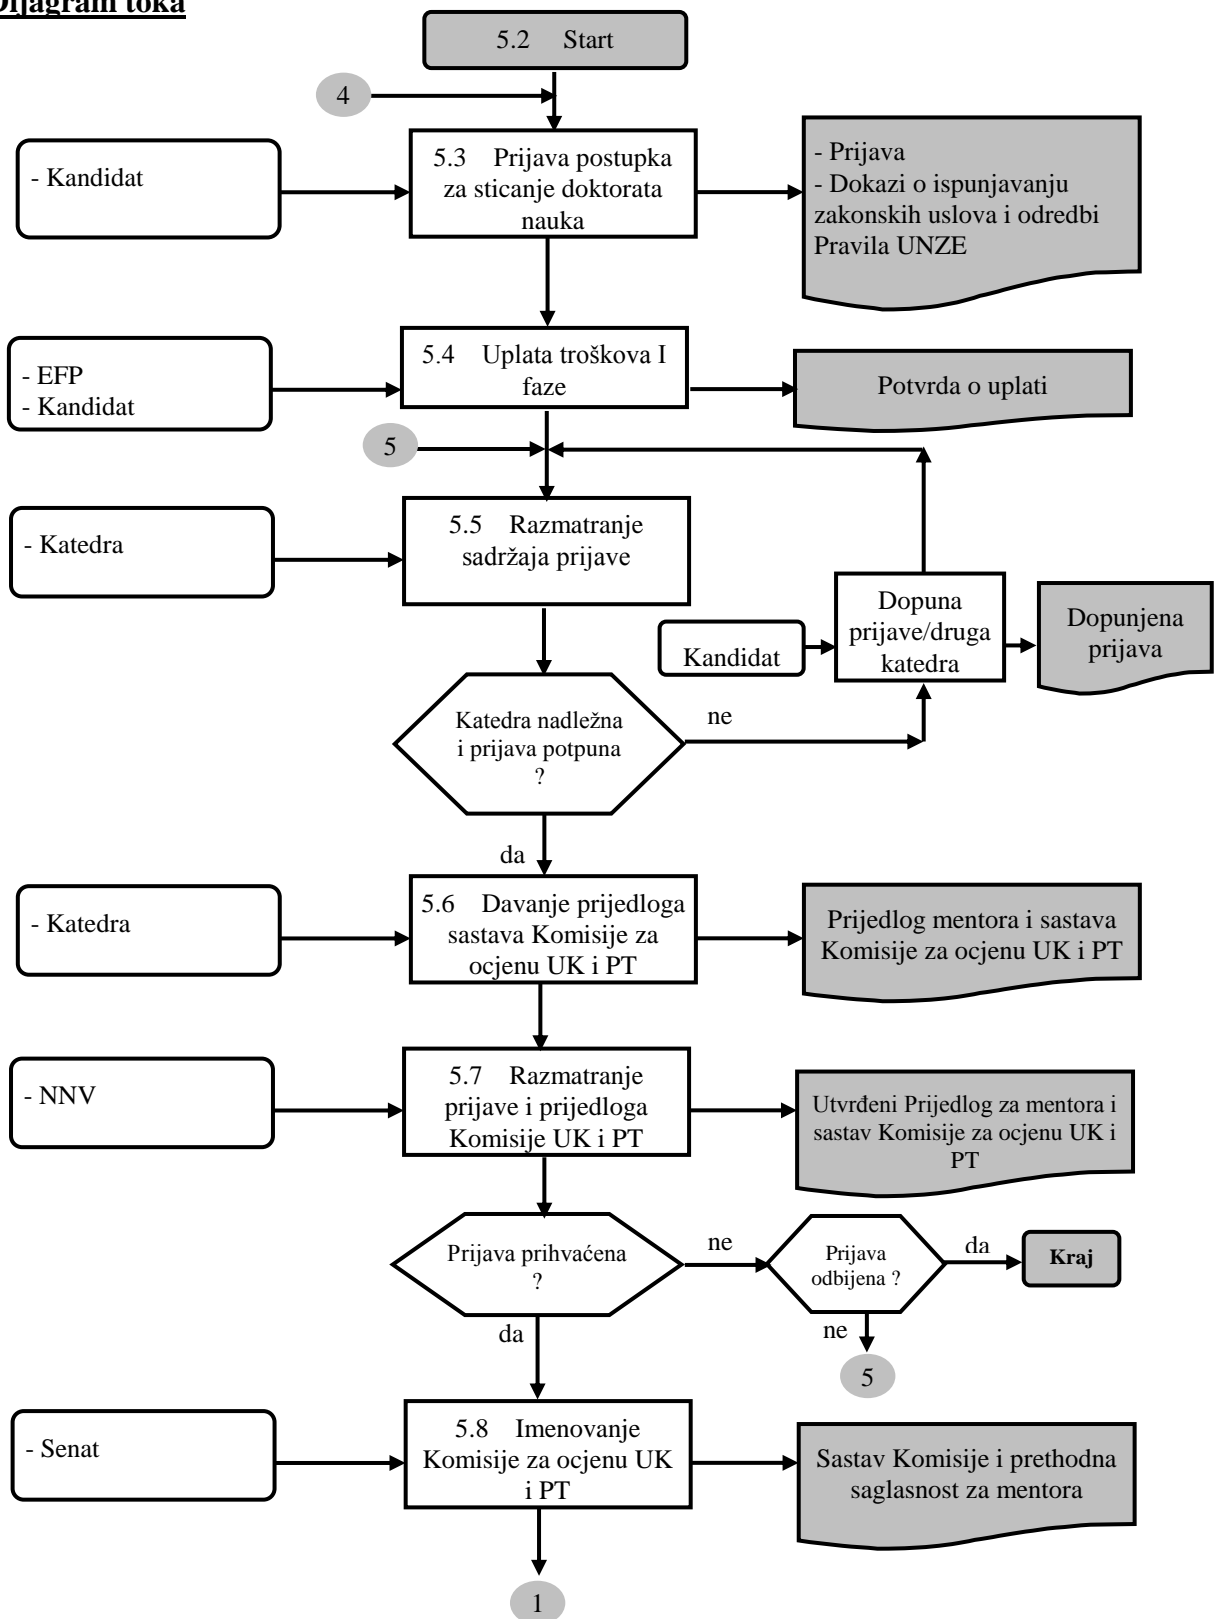 Dijagram toka
5.2 Start
4
- Kandidat
5.3 Prijava postupka
za sticanje doktorata
nauka
- Prijava
- Dokazi o ispunjavanju
zakonskih uslova i odredbi
Pravila UNZE
- EFP
- Kandidat
5.4 Uplata troškova I
faze
Potvrda o uplati
5
- Katedra
5.5 Razmatranje
sadržaja prijave
Kandidat
Dopuna
prijave/druga
katedra
Dopunjena
prijava
Katedra nadležna
i prijava potpuna
?
ne
da
- Katedra
5.6 Davanje prijedloga
sastava Komisije za
ocjenu UK i PT
Prijedlog mentora i sastava
Komisije za ocjenu UK i PT
- NNV
5.7 Razmatranje
prijave i prijedloga
Komisije UK i PT
Utvrđeni Prijedlog za mentora i
sastav Komisije za ocjenu UK i
PT
Prijava prihvaćena
?
ne
Prijava
odbijena ?
da
Kraj
da
ne
5
- Senat
5.8 Imenovanje
Komisije za ocjenu UK
i PT
Sastav Komisije i prethodna
saglasnost za mentora
1